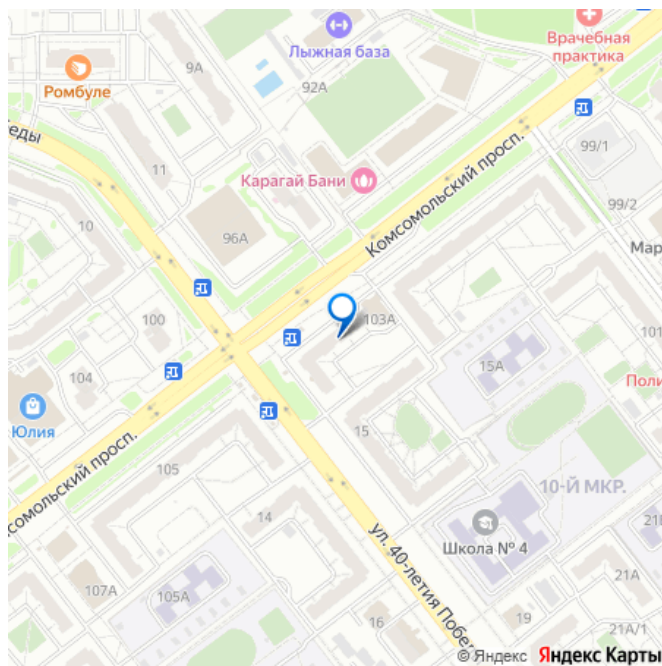 Врачебная
практика
Лыжная база
9А
92А
Ромбуле
еды
99/1
Комсомольский просп.
11
Карагай Бани
99/2
10
96А
Мар
100
103А
101
104
15А
Поли
Юлия
15
сомольский просп.
105
10-Й МКР.
14
Школа № 4
21
ул. 40-летия Побе
107А
105А
21А
16
19
21А/1
© Яндекс Яндекс Карты